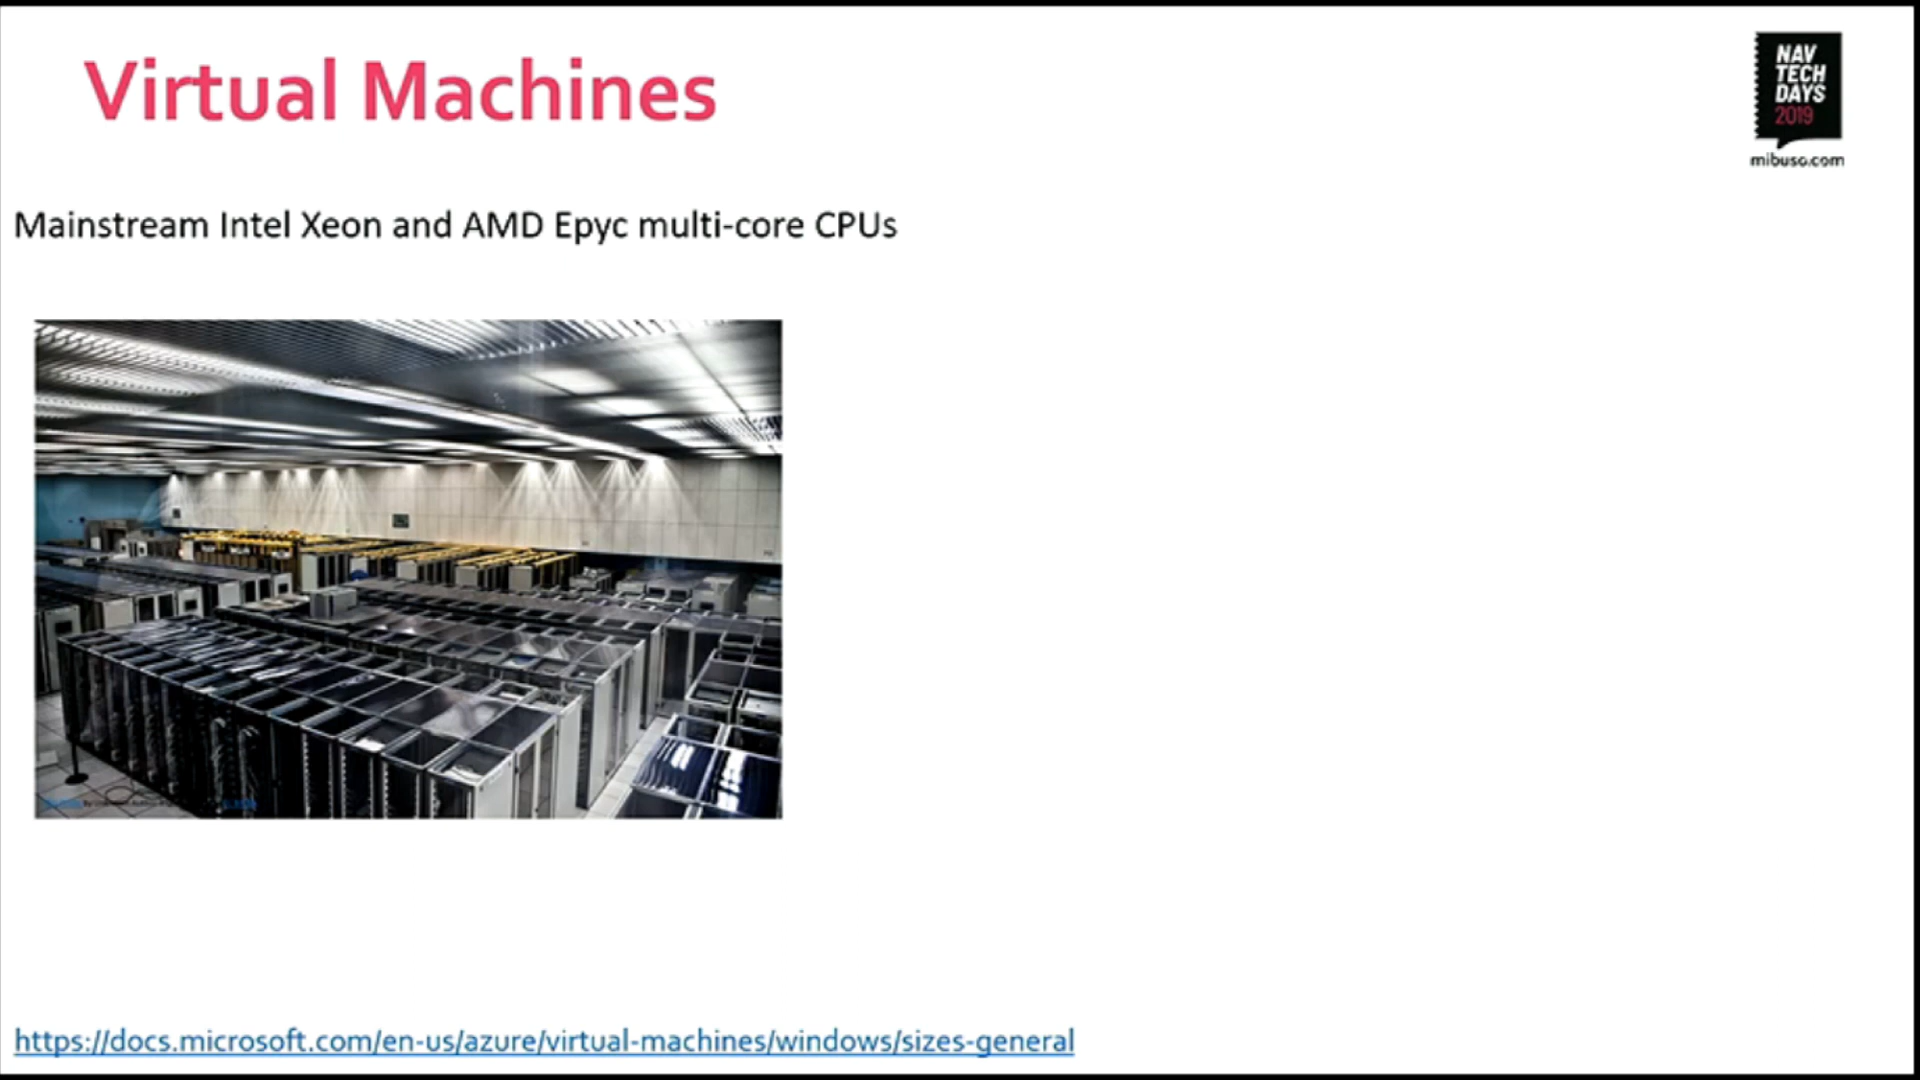 Virtual Machines
NAV
TECH
DAYS
2019
mibuso.com
Mainstream Intel Xeon and AMD Epyc multi-core CPUs
https://docs.microsoft.com/en-us/azure/virtual-machines/windows/sizes-general